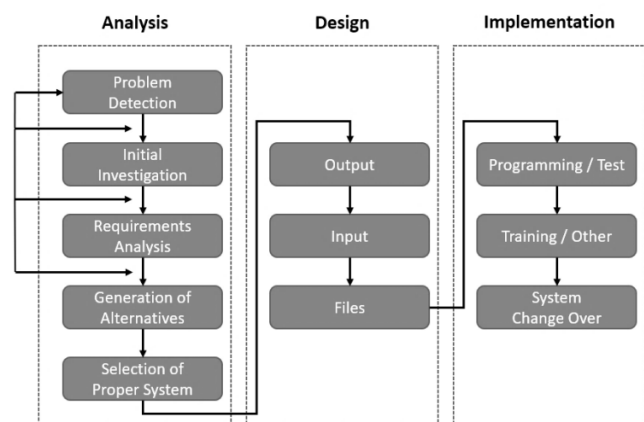 Analysis
Problem
Detection
Initial
Investigation
Requirements
Analysis
Generation of
Alternatives
Selection of
Proper System
Design
Output
Input
Files
Implementation
Programming / Test
Training / Other
System
Change Over